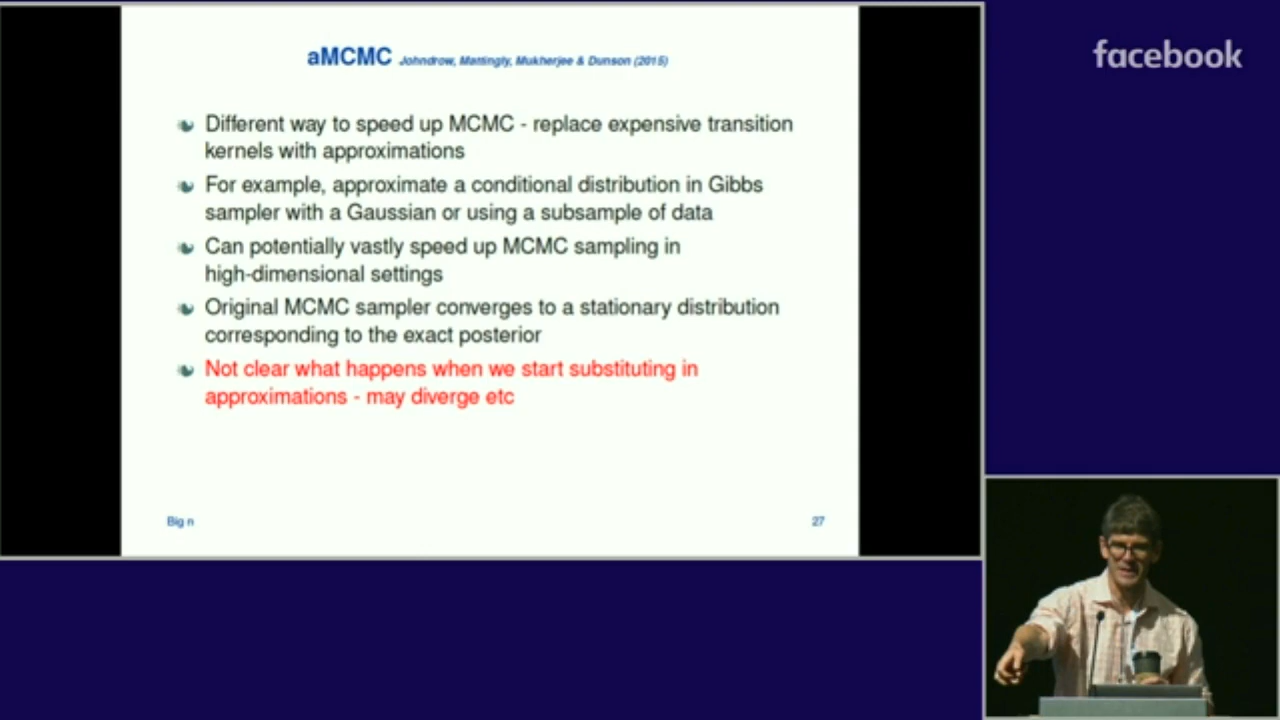 aMCMC Johndrow, Mattingly, Mukherjee & Dunson (2015)
facebook
Different way to speed up MCMC - replace expensive transition
kernels with approximations
For example, approximate a conditional distribution in Gibbs
sampler with a Gaussian or using a subsample of data
Can potentially vastly speed up MCMC sampling in
high-dimensional settings
Original MCMC sampler converges to a stationary distribution
corresponding to the exact posterior
Not clear what happens when we start substituting in
approximations - may diverge etc
Big n
27